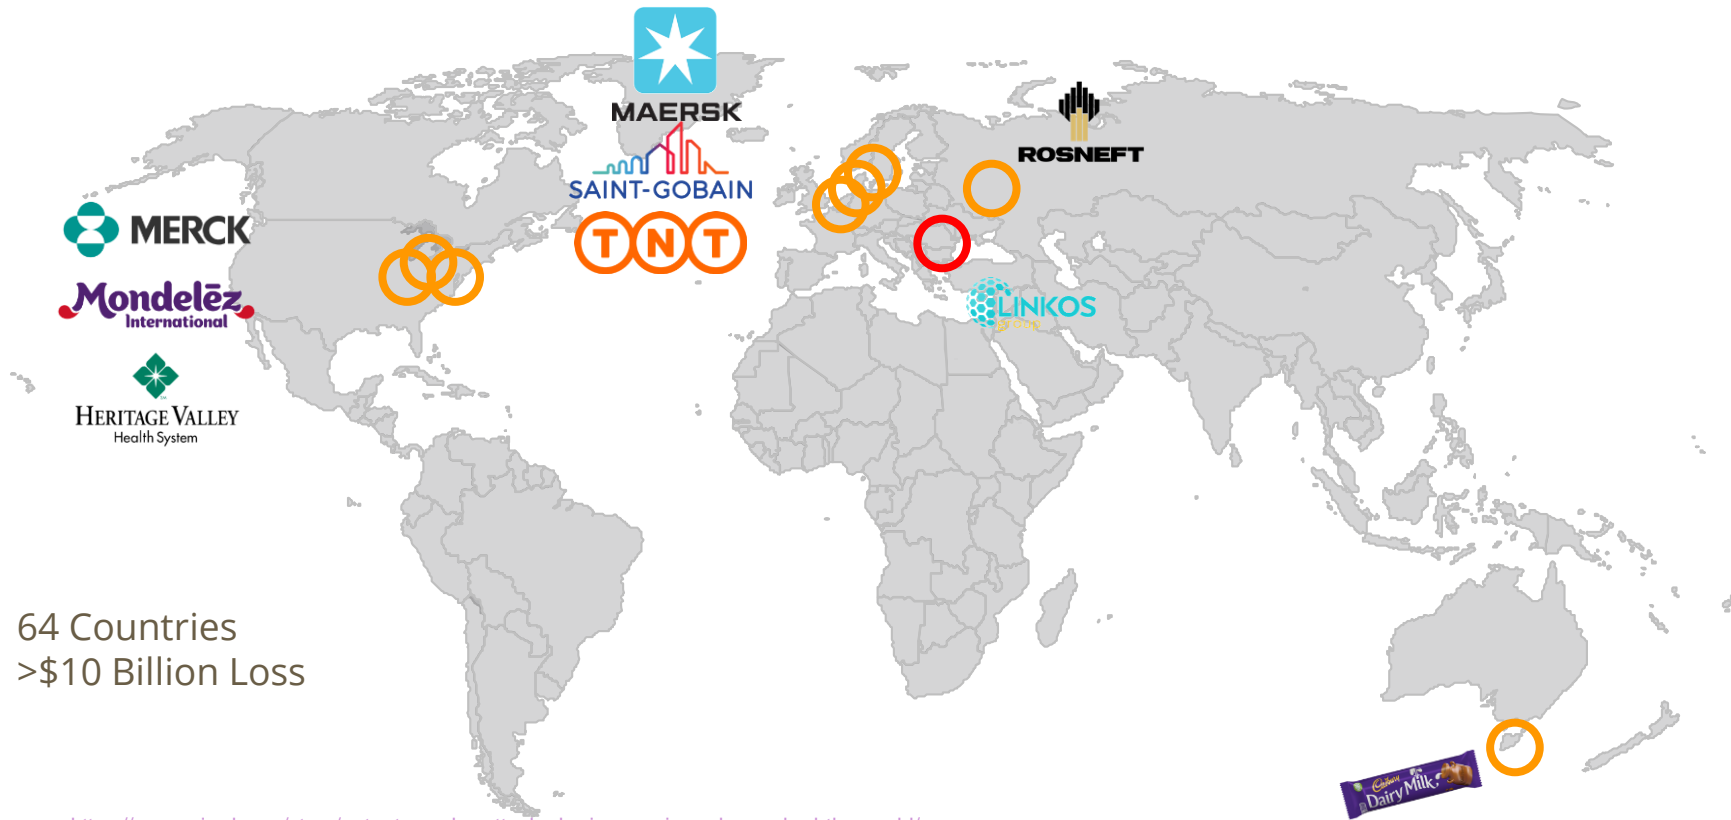 MAERSK
SAINT-GOBAIN
TNT
ROSNEFT
MERCK
Mondelēz
International
LINKOS
HERITAGE VALLEY
Health System
64 Countries
>$10 Billion Loss
Cadbury
Dairy Milk